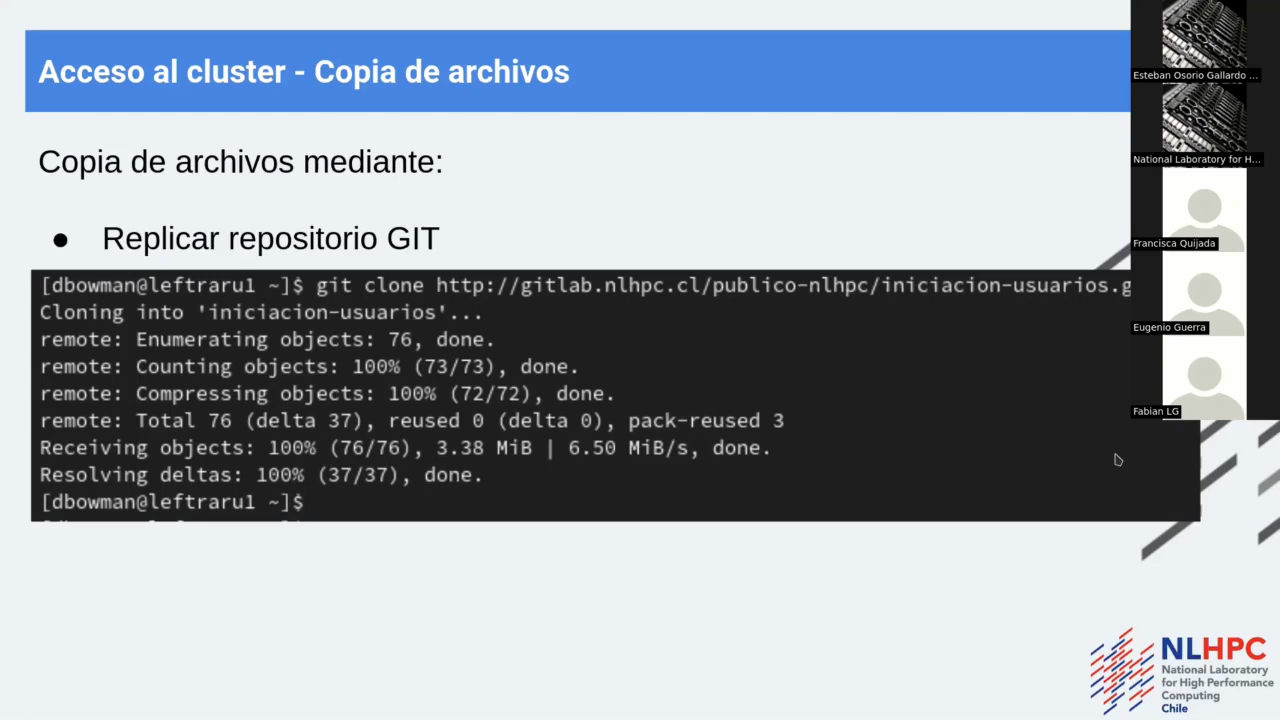 Acceso al cluster - Copia de archivos
Copia de archivos mediante:
● Replicar repositorio GIT
[dbowman@leftraru1 ~]$ git clone http://gitlab.nlhpc.cl/publico-nlhpc/iniciacion-usuarios.g
Cloning into 'iniciacion-usuarios'...
remote: Enumerating objects: 76, done.
remote: Counting objects: 100% (73/73), done.
remote: Compressing objects: 100% (72/72), done.
remote: Total 76 (delta 37), reused 0 (delta 0), pack-reused 3
Receiving objects: 100% (76/76), 3.38 MiB | 6.50 MiB/s, done.
Resolving deltas: 100% (37/37), done.
[dbowman@leftraru1 ~]$
Esteban Osorio Gallardo ...
National Laboratory for H...
Francisca Quijada
Eugenio Guerra
Fabian LG
NLHPC
National Laboratory
for High Performance
Computing
Chile